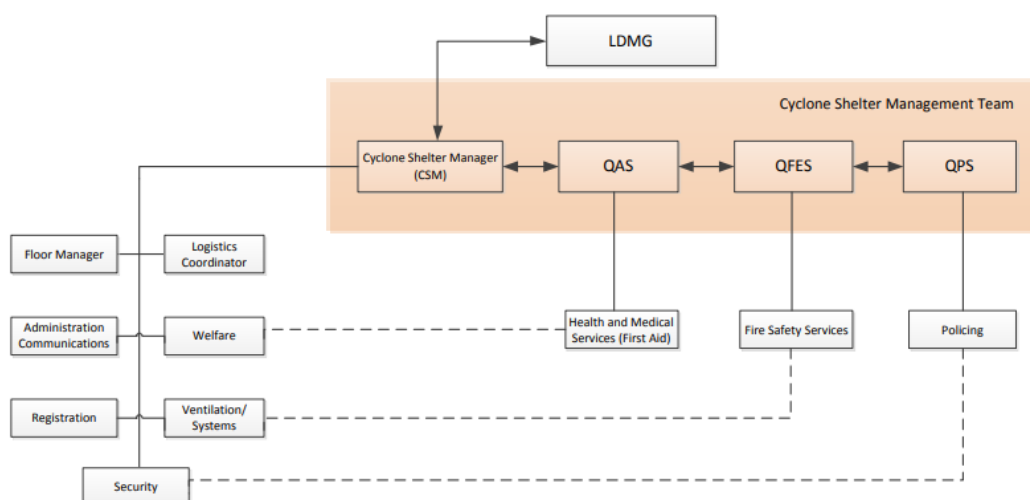 LDMG
Cyclone Shelter Management Team
Cyclone Shelter Manager
(CSM)
QAS
QFES
QPS
Floor Manager
Logistics
Coordinator
Administration
Communications
Welfare
Health and Medical
Services (First Aid)
Fire Safety Services
Policing
Registration
Ventilation/
Systems
Security